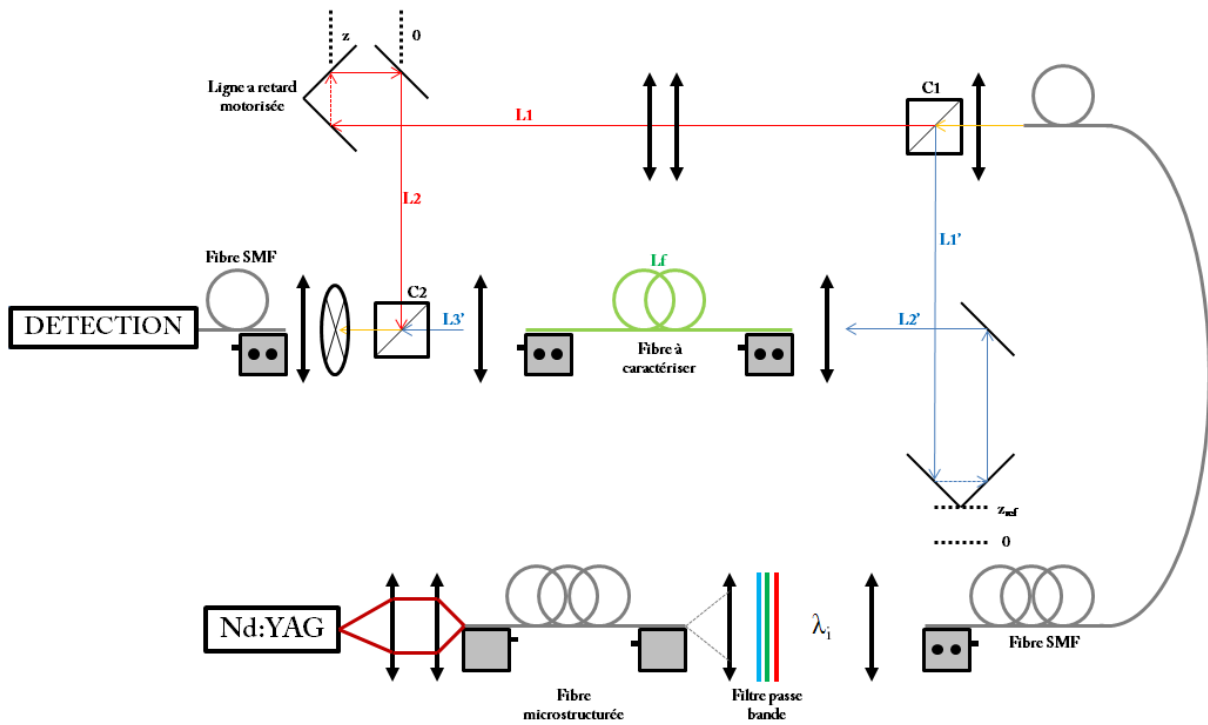 z
0
Ligne a retard
motorisée
L1
C1
L2
L1'
Fibre SMF
Lf
C2
DETECTION
L3'
L2'
Fibre à
caractériser
z_ref
0
Nd:YAG
λi
Fibre SMF
Fibre
microstructurée
Filtre passe
bande